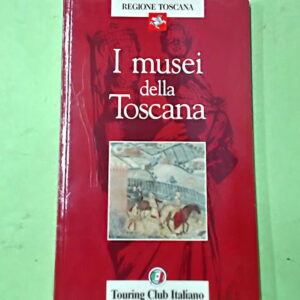 REGIONE TOSCANA
I musei
della
Toscana
Touring Club Italiano